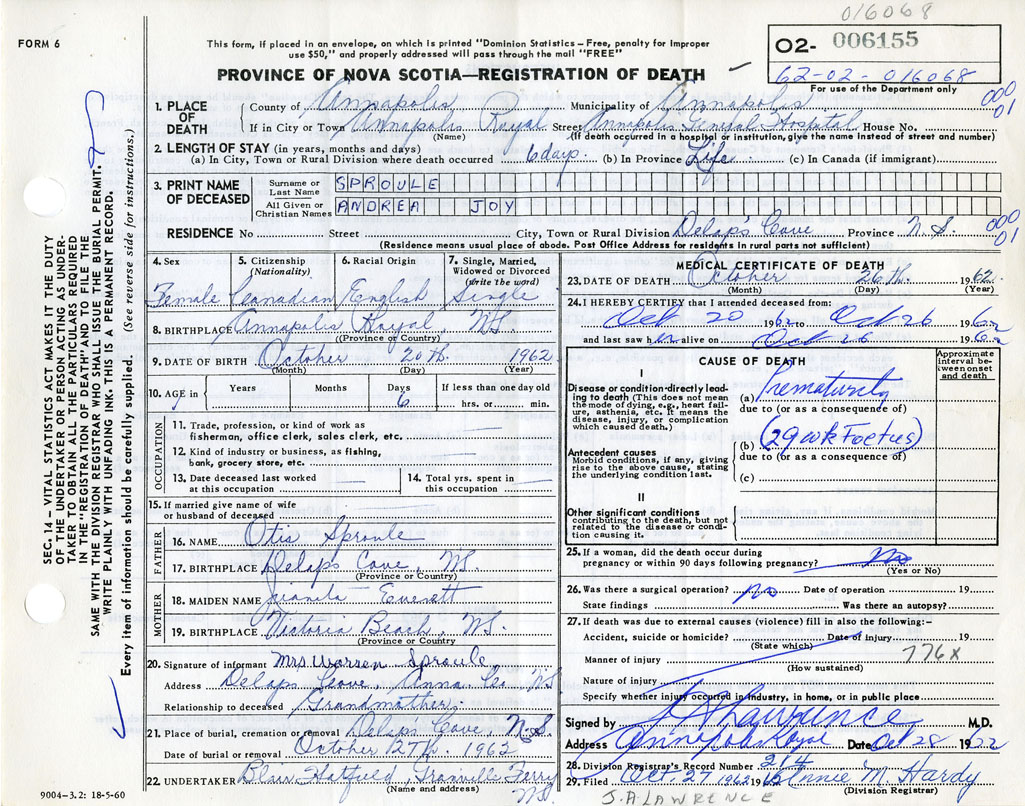 016068
FORM 6
This form, if placed in an envelope, on which is printed "Dominion Statistics – Free, penalty for improper
use $50," and properly addressed will pass through the mail "FREE"
O2- 006155
62-02-016068
For use of the Department only
PROVINCE OF NOVA SCOTIA—REGISTRATION OF DEATH
1. PLACE OF DEATH County of Annapolis Municipality of Annapolis 000
If in City or Town Annapolis Royal Street Annapolis General Hospital House No. 01
(Name) (If death occurred in a hospital or institution, give the name instead of street and number)
2. LENGTH OF STAY (in years, months and days)
(a) In City, Town or Rural Division where death occurred 6 days (b) In Province Life (c) In Canada (if immigrant)
3. PRINT NAME OF DECEASED Surname or Last Name SPROULE
All Given or Christian Names ANDREA JOY
RESIDENCE No Street City, Town or Rural Division Delap's Cove Province N.S. 000 01
(Residence means usual place of abode. Post Office Address for residents in rural parts not sufficient)
4. Sex 5. Citizenship (Nationality) 6. Racial Origin 7. Single, Married, Widowed or Divorced (write the word)
Female Canadian English Single
8. BIRTHPLACE Annapolis Royal, NS
(Province or Country)
9. DATE OF BIRTH October 20th 1962
(Month) (Day) (Year)
10. AGE in Years Months Days If less than one day old
6 hrs. or min.
OCCUPATION
11. Trade, profession, or kind of work as
fisherman, office clerk, sales clerk, etc.
12. Kind of industry or business, as fishing,
bank, grocery store, etc.
13. Date deceased last worked at this occupation 14. Total yrs. spent in this occupation
15. If married give name of wife
or husband of deceased
FATHER
16. NAME Otis Sproule
17. BIRTHPLACE Delaps Cove, NS.
(Province or Country)
MOTHER
18. MAIDEN NAME Juanita Everett
19. BIRTHPLACE Victoria Beach, NS.
(Province or Country)
20. Signature of informant Mrs Warren Sproule
Address Delaps Cove, Anna. Co NS
Relationship to deceased Grandmother
21. Place of burial, cremation or removal Delap's Cove, N.S
Date of burial or removal October 27th. 1962
22. UNDERTAKER Blair Hatfield, Granville Ferry
(Name and address) NS.
MEDICAL CERTIFICATE OF DEATH
23. DATE OF DEATH October 26th. 1962
(Month) (Day) (Year)
24. I HEREBY CERTIFY that I attended deceased from:
Oct 20 1962 to Oct 26 1962
and last saw her alive on Oct 26 1962
CAUSE OF DEATH
Approximate interval between onset and death
I
Disease or condition directly leading to death (This does not mean the mode of dying, e.g., heart failure, asthenia, etc. It means the disease, injury, or complication which caused death.)
(a) Prematurity
due to (or as a consequence of)
Antecedent causes
Morbid conditions, if any, giving rise to the above cause, stating the underlying condition last.
(b) (29 wk Foetus)
due to (or as a consequence of)
(c)
II
Other significant conditions
contributing to the death, but not related to the disease or condition causing it.
25. If a woman, did the death occur during
pregnancy or within 90 days following pregnancy? No
(Yes or No)
26. Was there a surgical operation? No Date of operation 19
State findings Was there an autopsy?
27. If death was due to external causes (violence) fill in also the following:–
Accident, suicide or homicide? Date of injury 19
(State which) 776x
Manner of injury
(How sustained)
Nature of injury
Specify whether injury occurred in industry, in home, or in public place
Signed by J A Lawrence M.D.
Address Annapolis Royal Date Oct 28 1962
28. Division Registrar's Record Number 214
29. Filed Oct. 27 1962 Winnie M. Hardy
(Division Registrar)
J.A. LAWRENCE
9004-3.2: 18-5-60
SEC. 14 – VITAL STATISTICS ACT MAKES IT THE DUTY
OF THE UNDERTAKER OR PERSON ACTING AS UNDER-
TAKER TO OBTAIN ALL THE PARTICULARS REQUIRED
IN THE "REGISTRATION OF DEATH" AND TO FILE THE
SAME WITH THE DIVISION REGISTRAR WHO SHALL ISSUE THE BURIAL PERMIT.
WRITE PLAINLY WITH UNFADING INK – THIS IS A PERMANENT RECORD.
Every item of information should be carefully supplied. (See reverse side for instructions.)